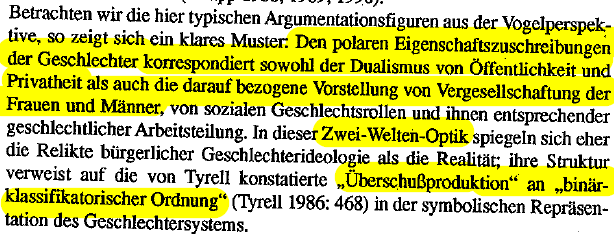 Betrachten wir die hier typischen Argumentationsfiguren aus der Vogelperspek-
tive, so zeigt sich ein klares Muster: Den polaren Eigenschaftszuschreibungen
der Geschlechter korrespondiert sowohl der Dualismus von Öffentlichkeit und
Privatheit als auch die darauf bezogene Vorstellung von Vergesellschaftung der
Frauen und Männer, von sozialen Geschlechtsrollen und ihnen entsprechender
geschlechtlicher Arbeitsteilung. In dieser Zwei-Welten-Optik spiegeln sich eher
die Relikte bürgerlicher Geschlechterideologie als die Realität; ihre Struktur
verweist auf die von Tyrell konstatierte „Überschußproduktion“ an „binär-
klassifikatorischer Ordnung“ (Tyrell 1986: 468) in der symbolischen Repräsen-
tation des Geschlechtersystems.